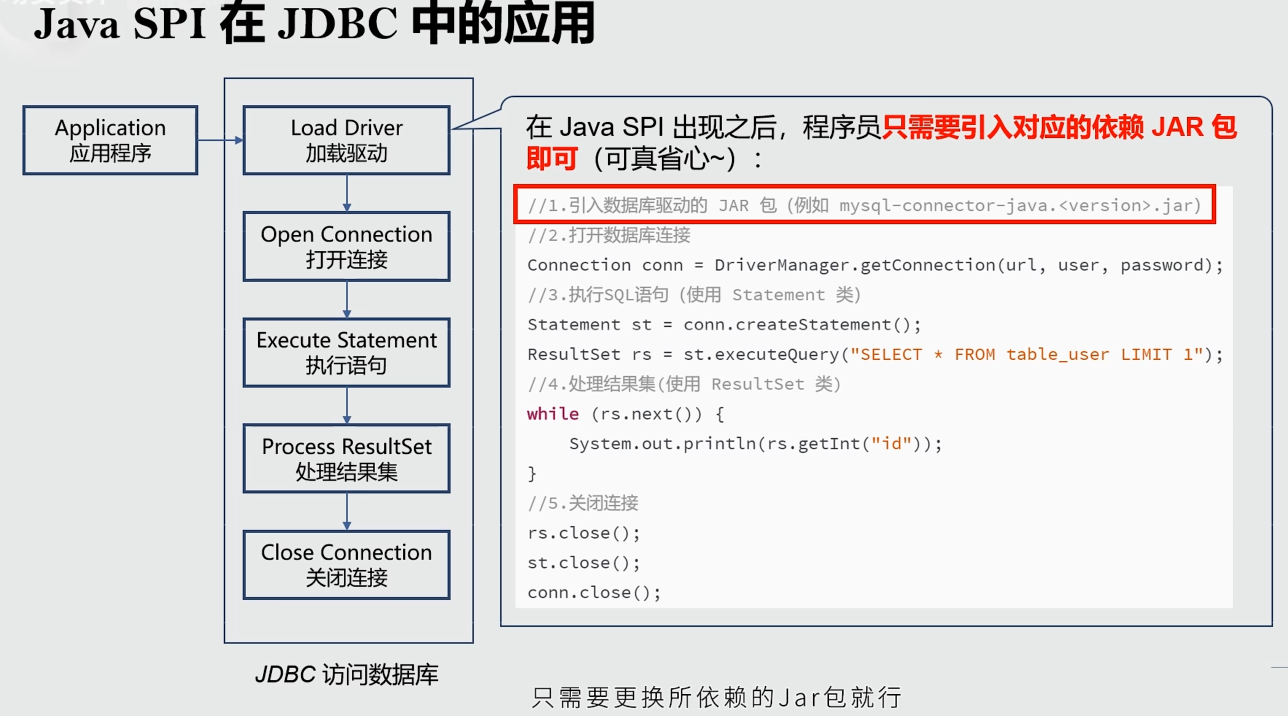 Java SPI 在 JDBC 中的应用
Application
应用程序
Load Driver
加载驱动
Open Connection
打开连接
Execute Statement
执行语句
Process ResultSet
处理结果集
Close Connection
关闭连接
JDBC 访问数据库
在 Java SPI 出现之后，程序员只需要引入对应的依赖 JAR 包
即可（可真省心~）：
//1.引入数据库驱动的 JAR 包（例如 mysql-connector-java.<version>.jar）
//2.打开数据库连接
Connection conn = DriverManager.getConnection(url, user, password);
//3.执行SQL语句（使用 Statement 类）
Statement st = conn.createStatement();
ResultSet rs = st.executeQuery("SELECT * FROM table_user LIMIT 1");
//4.处理结果集(使用 ResultSet 类)
while (rs.next()) {
    System.out.println(rs.getInt("id"));
}
//5.关闭连接
rs.close();
st.close();
conn.close();
只需要更换所依赖的Jar包就行